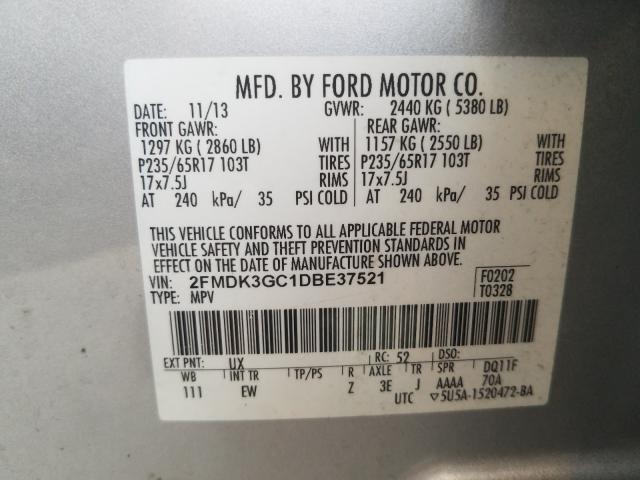 MFD. BY FORD MOTOR CO.
DATE: 11/13 GVWR: 2440 KG ( 5380 LB)
FRONT GAWR: REAR GAWR:
1297 KG ( 2860 LB) WITH 1157 KG ( 2550 LB) WITH
P235/65R17 103T TIRES P235/65R17 103T TIRES
17x7.5J RIMS 17x7.5J RIMS
AT 240 kPa/ 35 PSI COLD AT 240 kPa/ 35 PSI COLD
THIS VEHICLE CONFORMS TO ALL APPLICABLE FEDERAL MOTOR
VEHICLE SAFETY AND THEFT PREVENTION STANDARDS IN
EFFECT ON THE DATE OF MANUFACTURE SHOWN ABOVE.
VIN: 2FMDK3GC1DBE37521 F0202
TYPE: MPV T0328
EXT PNT: UX RC: 52 DSO:
WB INT TR TP/PS R AXLE TR SPR DQ11F
111 EW Z 3E J AAAA 70A
UTC ▽5U5A-1520472-BA